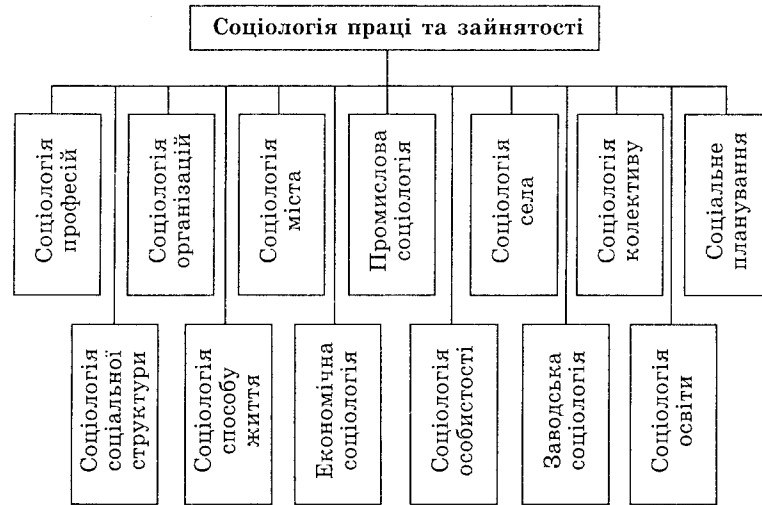 Соціологія праці та зайнятості
Соціологія
професій
Соціологія
організацій
Соціологія
міста
Промислова
соціологія
Соціологія
села
Соціологія
колективу
Соціальне
планування
Соціологія
соціальної
структури
Соціологія
способу
життя
Економічна
соціологія
Соціологія
особистості
Заводська
соціологія
Соціологія
освіти